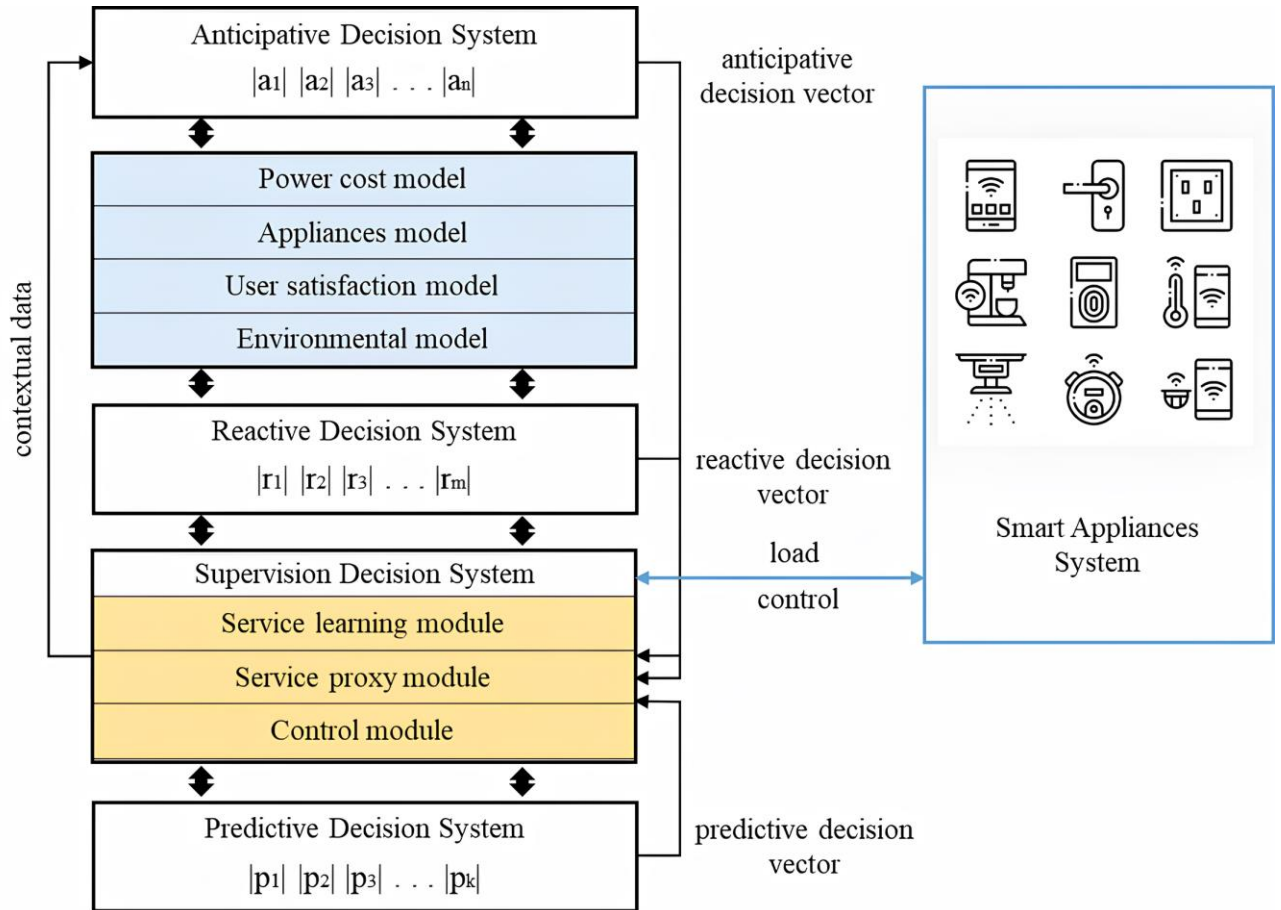 Anticipative Decision System
|a1| |a2| |a3| . . . |an|
Power cost model
Appliances model
User satisfaction model
Environmental model
Reactive Decision System
|r1| |r2| |r3| . . . |rm|
Supervision Decision System
Service learning module
Service proxy module
Control module
Predictive Decision System
|p1| |p2| |p3| . . . |pk|
contextual data
anticipative
decision vector
reactive decision
vector
load
control
predictive decision
vector
Smart Appliances
System